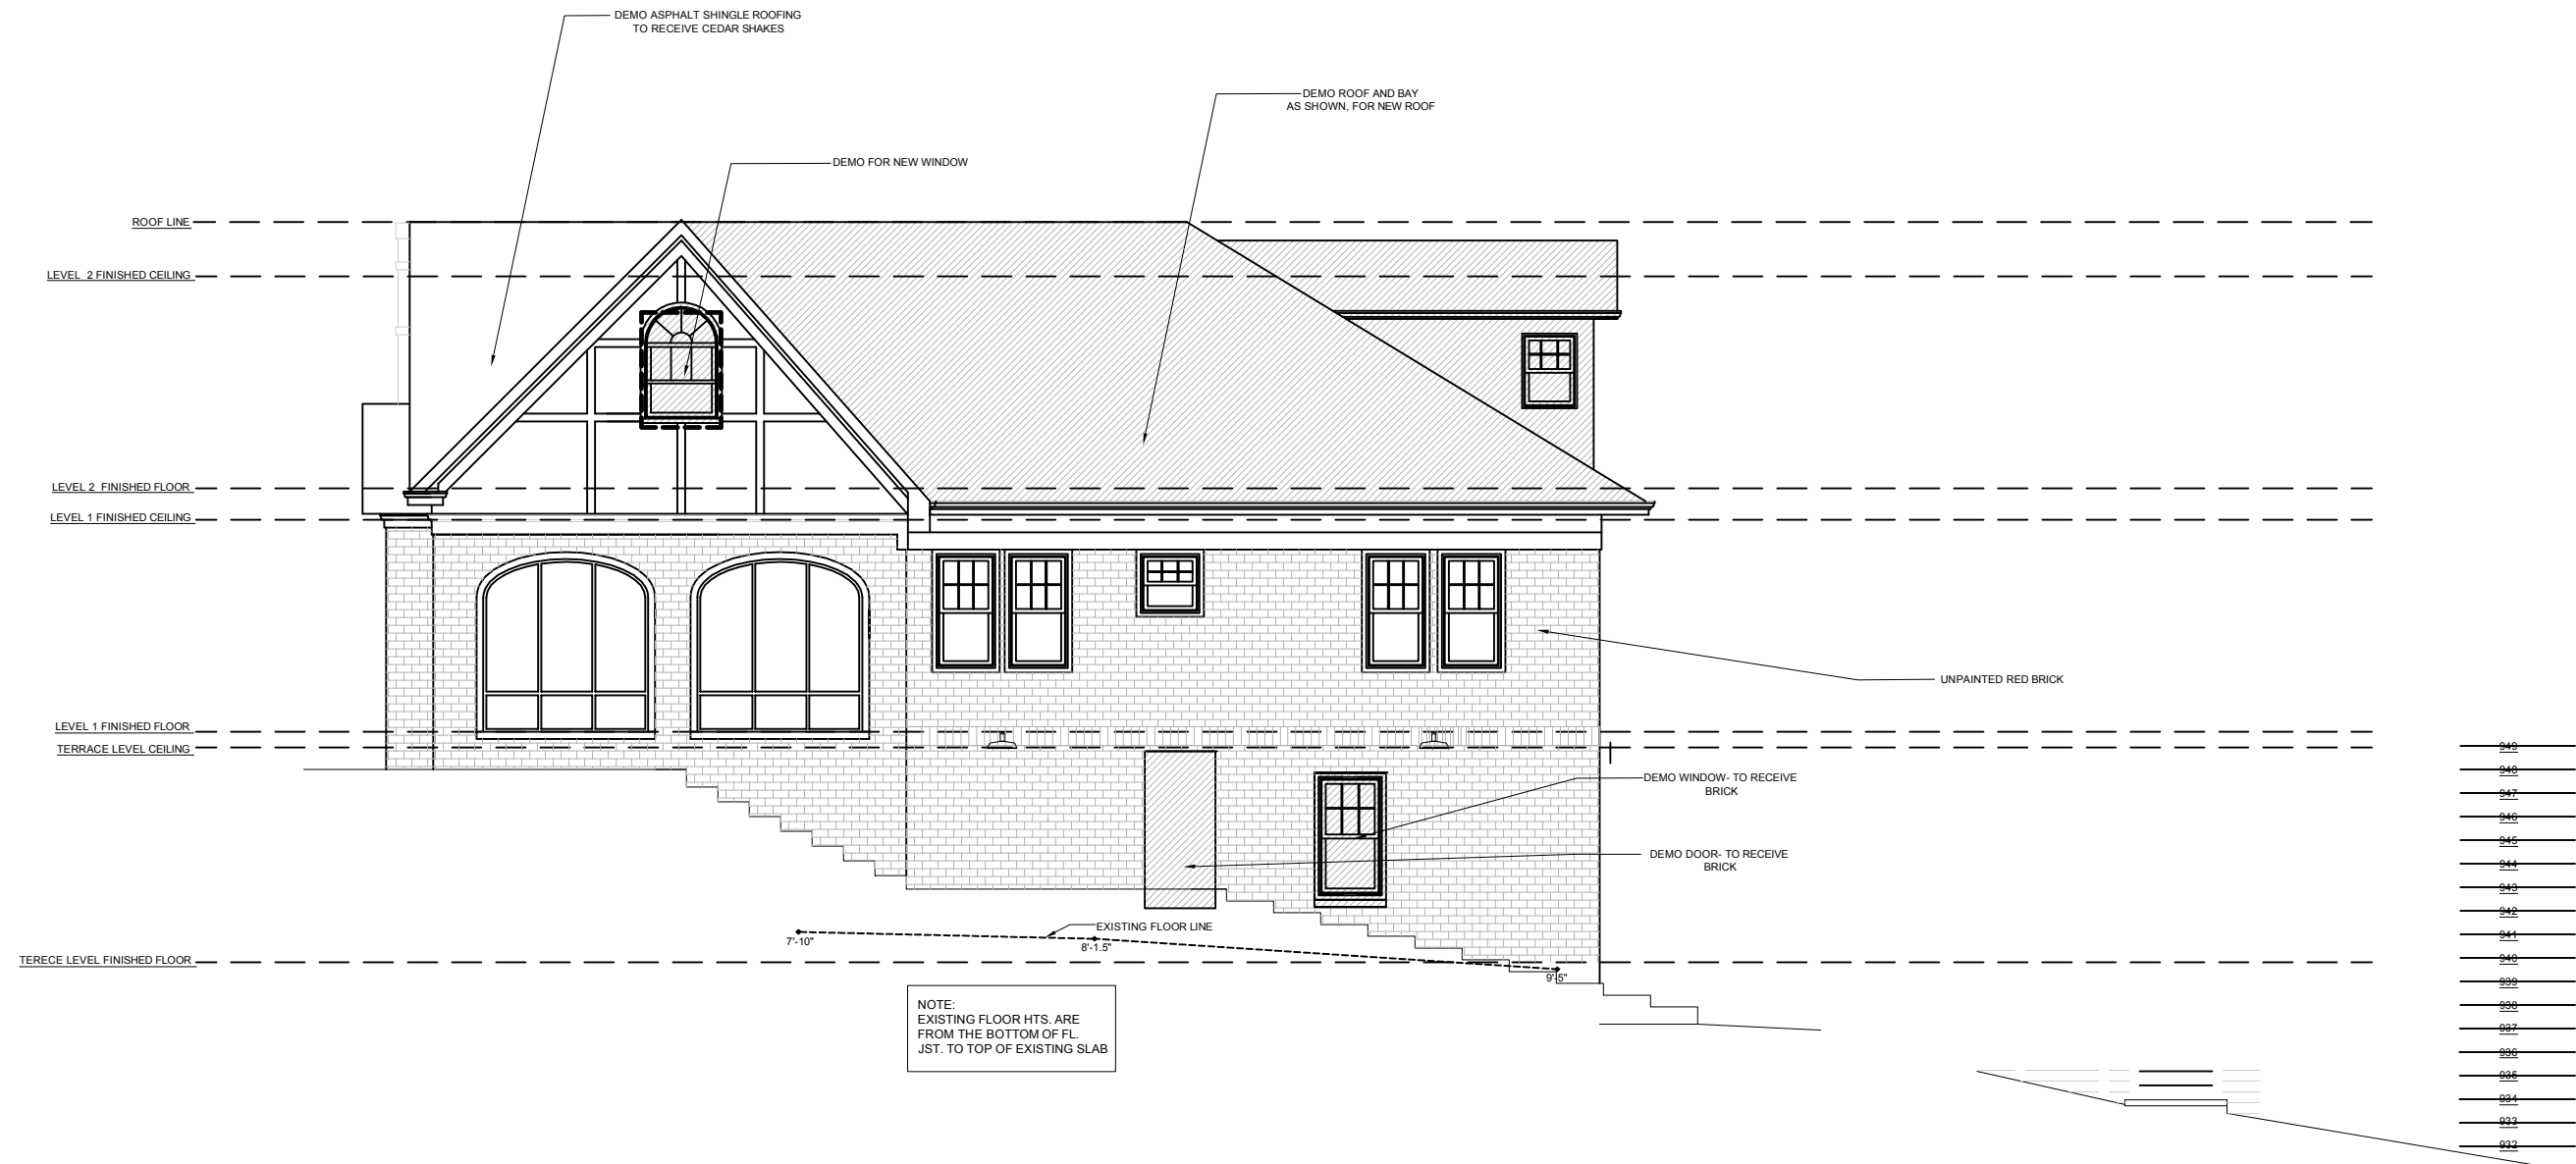 DEMO ASPHALT SHINGLE ROOFING
TO RECEIVE CEDAR SHAKES
DEMO ROOF AND BAY
AS SHOWN, FOR NEW ROOF
DEMO FOR NEW WINDOW
ROOF LINE
LEVEL 2 FINISHED CEILING
LEVEL 2 FINISHED FLOOR
LEVEL 1 FINISHED CEILING
UNPAINTED RED BRICK
LEVEL 1 FINISHED FLOOR
TERRACE LEVEL CEILING
DEMO WINDOW- TO RECEIVE
BRICK
DEMO DOOR- TO RECEIVE
BRICK
EXISTING FLOOR LINE
7'-10"
8'-1.5"
9'-5"
TERECE LEVEL FINISHED FLOOR
NOTE:
EXISTING FLOOR HTS. ARE
FROM THE BOTTOM OF FL.
JST. TO TOP OF EXISTING SLAB
949
948
947
946
945
944
943
942
941
940
939
938
937
936
935
934
933
932